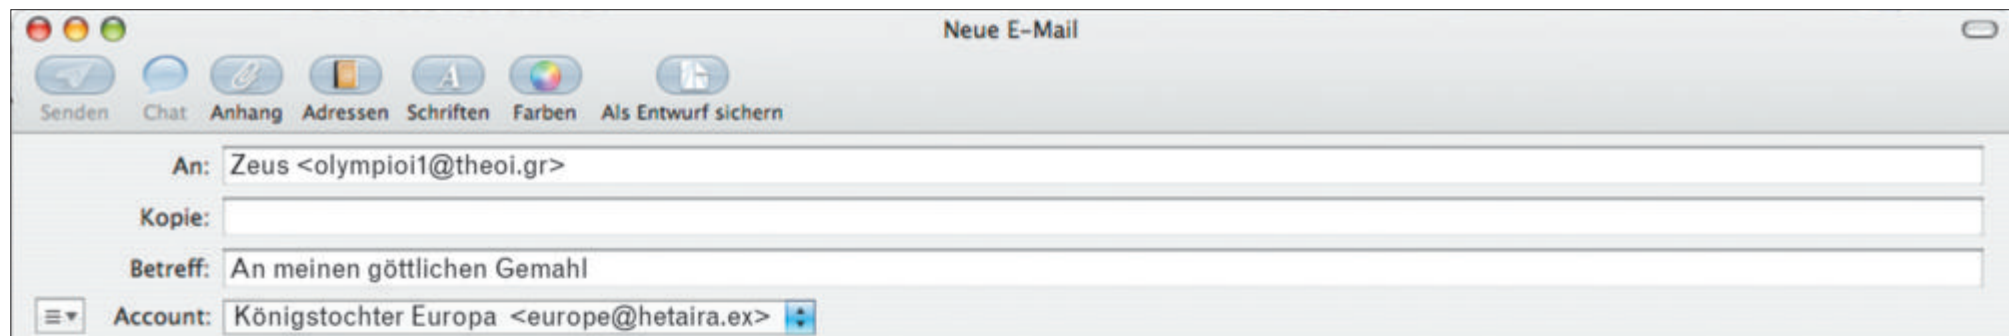 Neue E-Mail
Senden Chat Anhang Adressen Schriften Farben Als Entwurf sichern
An: Zeus <olympioi1@theoi.gr>
Kopie:
Betreff: An meinen göttlichen Gemahl
Account: Königstochter Europa <europe@hetaira.ex>